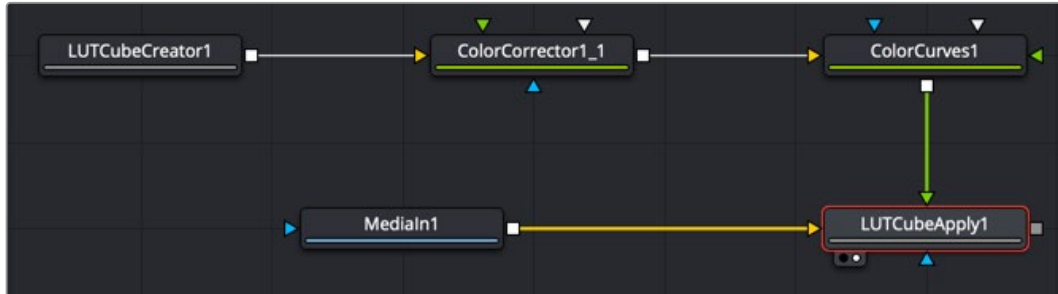 LUTCubeCreator1
ColorCorrector1_1
ColorCurves1
MediaIn1
LUTCubeApply1